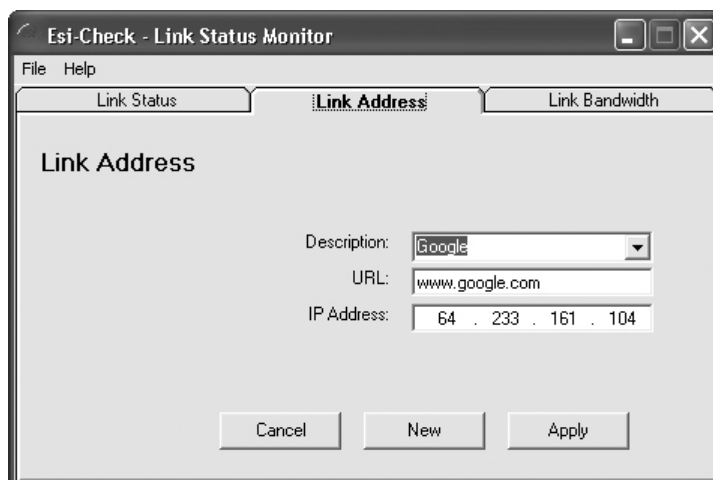 Esi-Check - Link Status Monitor
File Help
Link Status Link Address Link Bandwidth
Link Address
Description: Google
URL: www.google.com
IP Address: 64 . 233 . 161 . 104
Cancel New Apply